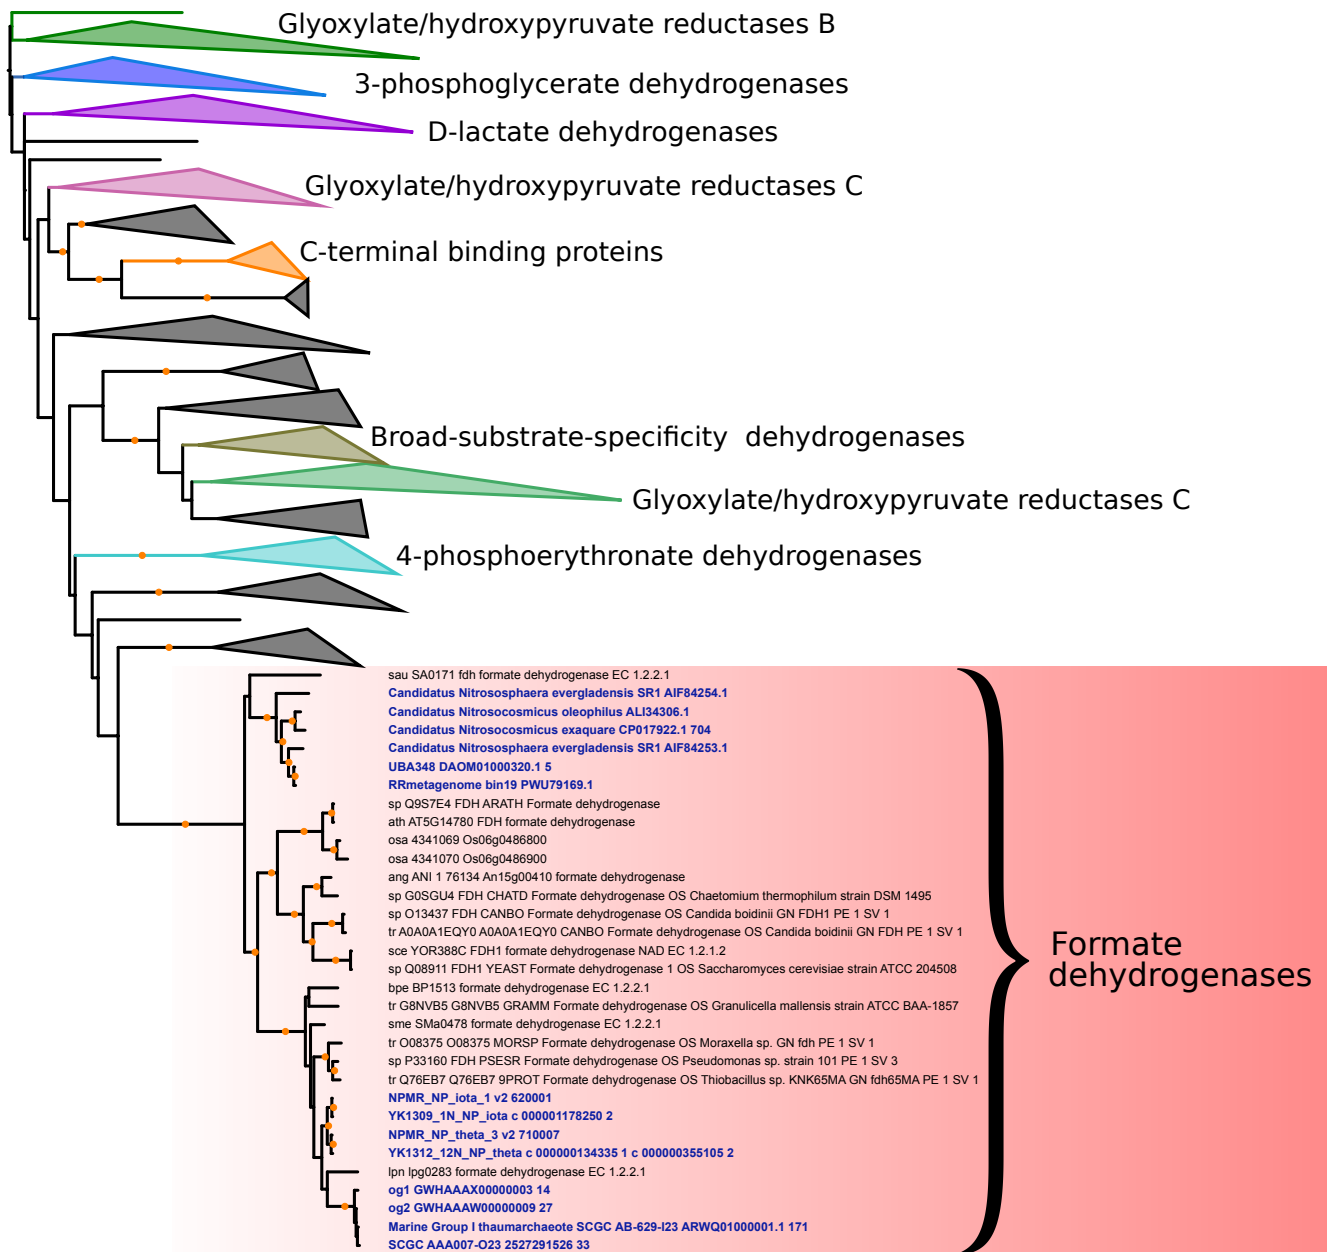 Glyoxylate/hydroxypyruvate reductases B
3-phosphoglycerate dehydrogenases
D-lactate dehydrogenases
Glyoxylate/hydroxypyruvate reductases C
C-terminal binding proteins
Broad-substrate-specificity dehydrogenases
Glyoxylate/hydroxypyruvate reductases C
4-phosphoerythronate dehydrogenases
sau SA0171 fdh formate dehydrogenase EC 1.2.2.1
Candidatus Nitrososphaera evergladensis SR1 AIF84254.1
Candidatus Nitrosocosmicus oleophilus ALI34306.1
Candidatus Nitrosocosmicus exaquare CP017922.1 704
Candidatus Nitrososphaera evergladensis SR1 AIF84253.1
UBA348 DAOM01000320.1 5
RRmetagenome bin19 PWU79169.1
sp Q9S7E4 FDH ARATH Formate dehydrogenase
ath AT5G14780 FDH formate dehydrogenase
osa 4341069 Os06g0486800
osa 4341070 Os06g0486900
ang ANI 1 76134 An15g00410 formate dehydrogenase
sp G0SGU4 FDH CHATD Formate dehydrogenase OS Chaetomium thermophilum strain DSM 1495
sp O13437 FDH CANBO Formate dehydrogenase OS Candida boidinii GN FDH1 PE 1 SV 1
tr A0A0A1EQY0 A0A0A1EQY0 CANBO Formate dehydrogenase OS Candida boidinii GN FDH PE 1 SV 1
sce YOR388C FDH1 formate dehydrogenase NAD EC 1.2.1.2
sp Q08911 FDH1 YEAST Formate dehydrogenase 1 OS Saccharomyces cerevisiae strain ATCC 204508
bpe BP1513 formate dehydrogenase EC 1.2.2.1
tr G8NVB5 G8NVB5 GRAMM Formate dehydrogenase OS Granulicella mallensis strain ATCC BAA-1857
sme SMa0478 formate dehydrogenase EC 1.2.2.1
tr O08375 O08375 MORSP Formate dehydrogenase OS Moraxella sp. GN fdh PE 1 SV 1
sp P33160 FDH PSESR Formate dehydrogenase OS Pseudomonas sp. strain 101 PE 1 SV 3
tr Q76EB7 Q76EB7 9PROT Formate dehydrogenase OS Thiobacillus sp. KNK65MA GN fdh65MA PE 1 SV 1
NPMR_NP_iota_1 v2 620001
YK1309_1N_NP_iota c 000001178250 2
NPMR_NP_theta_3 v2 710007
YK1312_12N_NP_theta c 000000134335 1 c 000000355105 2
lpn lpg0283 formate dehydrogenase EC 1.2.2.1
og1 GWHAAAX00000003 14
og2 GWHAAAW00000009 27
Marine Group I thaumarchaeote SCGC AB-629-I23 ARWQ01000001.1 171
SCGC AAA007-O23 2527291526 33
Formate
dehydrogenases